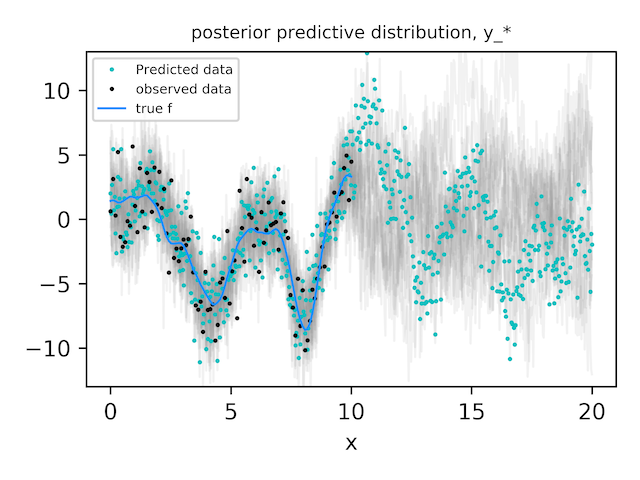 posterior predictive distribution, y_*
Predicted data
observed data
true f
10
5
0
−5
−10
0 5 10 15 20
x